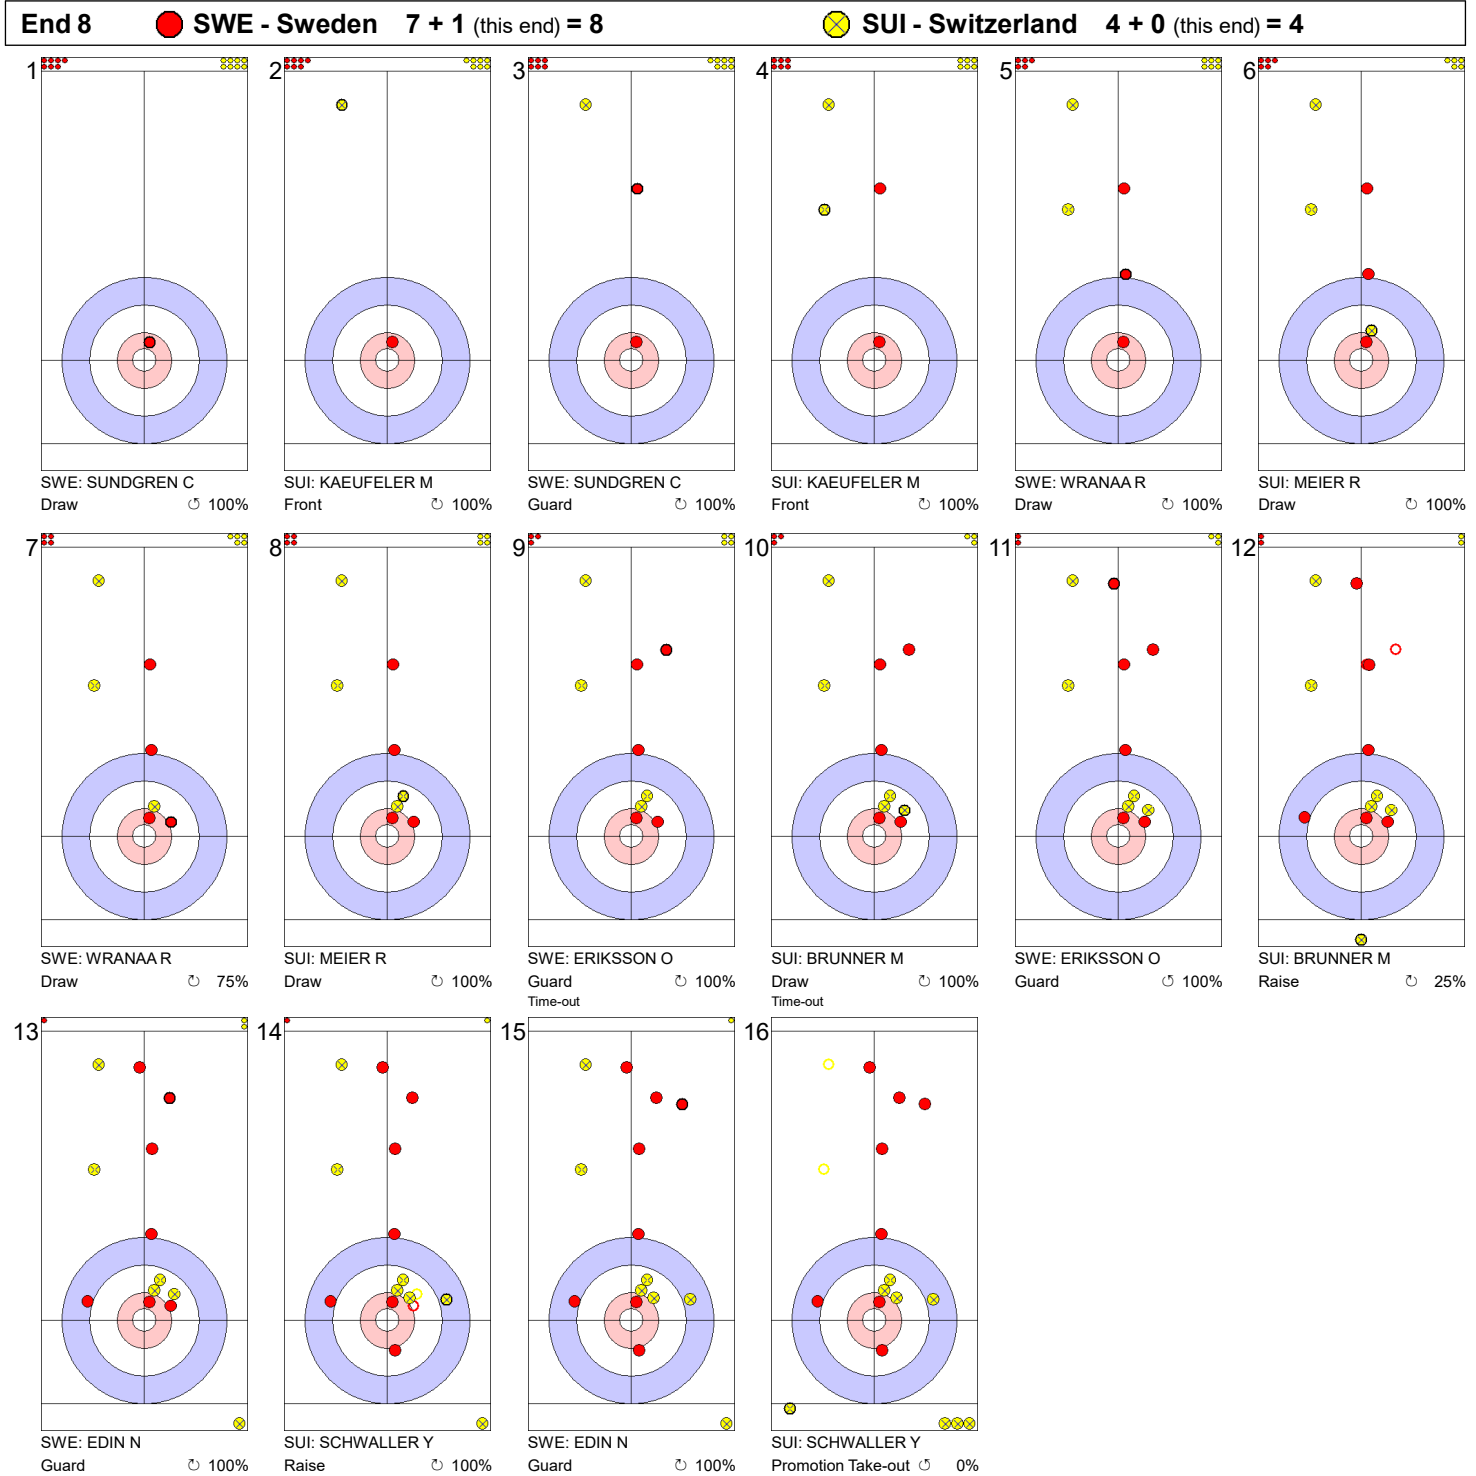 End 8 SWE - Sweden 7 + 1 (this end) = 8 SUI - Switzerland 4 + 0 (this end) = 4
1 2 3 4 5 6
SWE: SUNDGREN C SUI: KAEUFELER M SWE: SUNDGREN C SUI: KAEUFELER M SWE: WRANAA R SUI: MEIER R
Draw ↻ 100% Front ↻ 100% Guard ↻ 100% Front ↻ 100% Draw ↻ 100% Draw ↻ 100%
7 8 9 10 11 12
SWE: WRANAA R SUI: MEIER R SWE: ERIKSSON O SUI: BRUNNER M SWE: ERIKSSON O SUI: BRUNNER M
Draw ↻ 75% Draw ↺ 100% Guard ↻ 100% Draw ↻ 100% Guard ↺ 100% Raise ↻ 25%
Time-out Time-out
13 14 15 16
SWE: EDIN N SUI: SCHWALLER Y SWE: EDIN N SUI: SCHWALLER Y
Guard ↻ 100% Raise ↻ 100% Guard ↻ 100% Promotion Take-out ↺ 0%